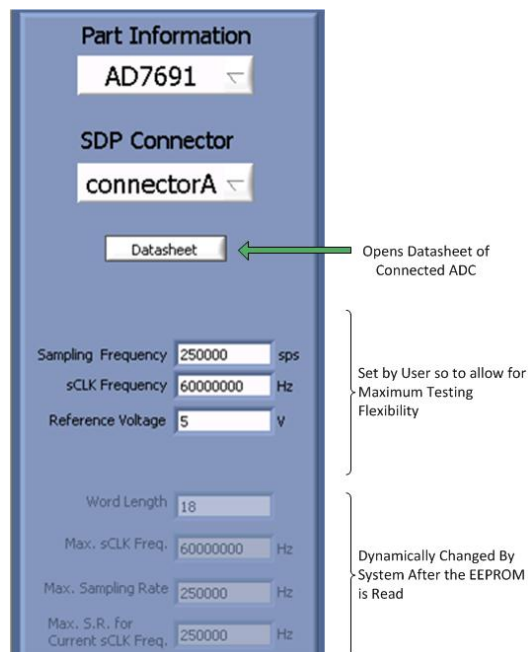 Part Information
AD7691
SDP Connector
connectorA
Datasheet
Opens Datasheet of
Connected ADC
Sampling Frequency 250000 sps
sCLK Frequency 60000000 Hz
Reference Voltage 5 V
Set by User so to allow for
Maximum Testing
Flexibility
Word Length 18
Max. sCLK Freq. 60000000 Hz
Max. Sampling Rate 250000 Hz
Max. S.R. for
Current sCLK Freq. 250000 Hz
Dynamically Changed By
System After the EEPROM
is Read